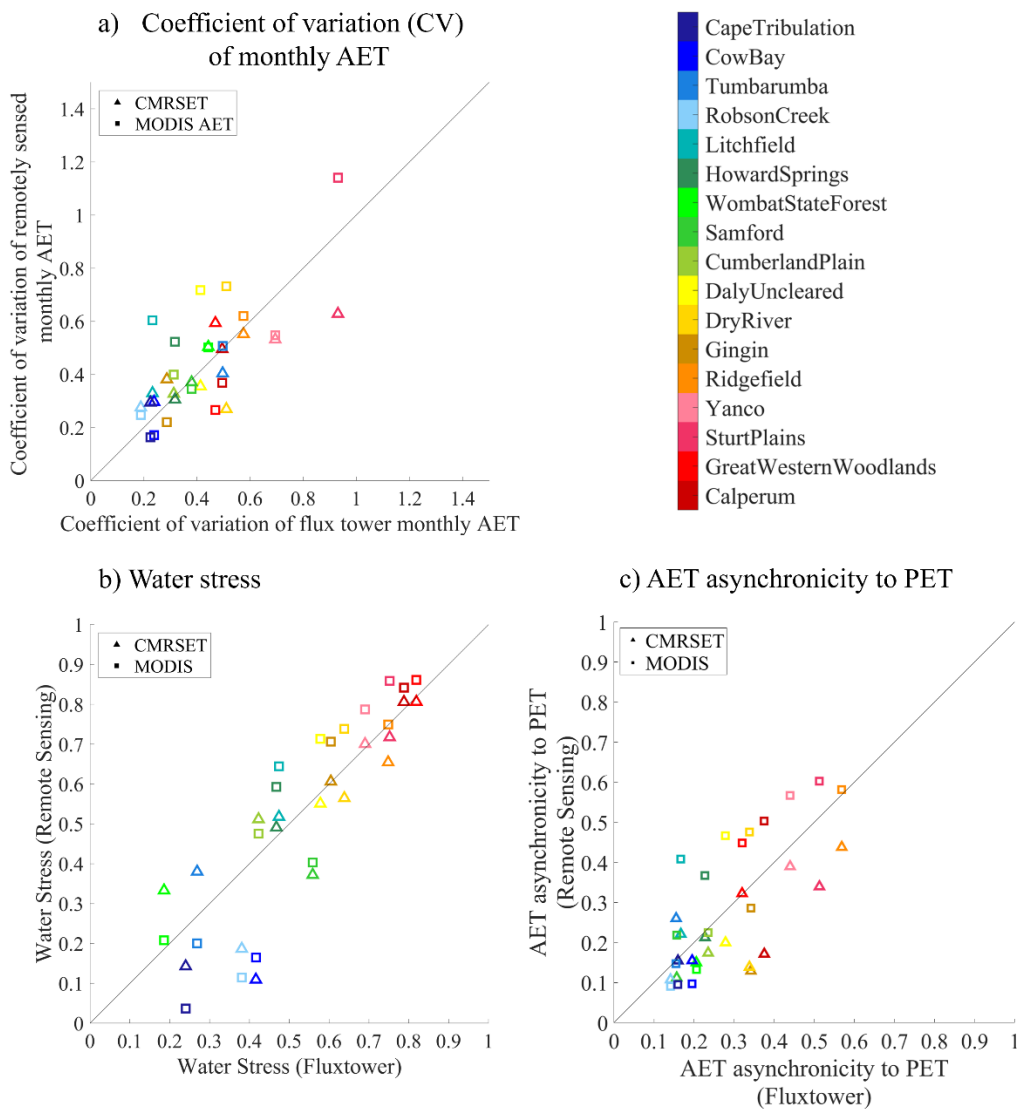 a) Coefficient of variation (CV)
of monthly AET
CMRSET
MODIS AET
1.4
1.2
1
0.8
0.6
0.4
0.2
0
0 0.2 0.4 0.6 0.8 1 1.2 1.4
Coefficient of variation of remotely sensed
monthly AET
Coefficient of variation of flux tower monthly AET
CapeTribulation
CowBay
Tumbarumba
RobsonCreek
Litchfield
HowardSprings
WombatStateForest
Samford
CumberlandPlain
DalyUncleared
DryRiver
Gingin
Ridgefield
Yanco
SturtPlains
GreatWesternWoodlands
Calperum
b) Water stress
CMRSET
MODIS
1
0.9
0.8
0.7
0.6
0.5
0.4
0.3
0.2
0.1
0
0 0.1 0.2 0.3 0.4 0.5 0.6 0.7 0.8 0.9 1
Water Stress (Remote Sensing)
Water Stress (Fluxtower)
c) AET asynchronicity to PET
CMRSET
MODIS
1
0.9
0.8
0.7
0.6
0.5
0.4
0.3
0.2
0.1
0
0 0.1 0.2 0.3 0.4 0.5 0.6 0.7 0.8 0.9 1
AET asynchronicity to PET
(Remote Sensing)
AET asynchronicity to PET
(Fluxtower)